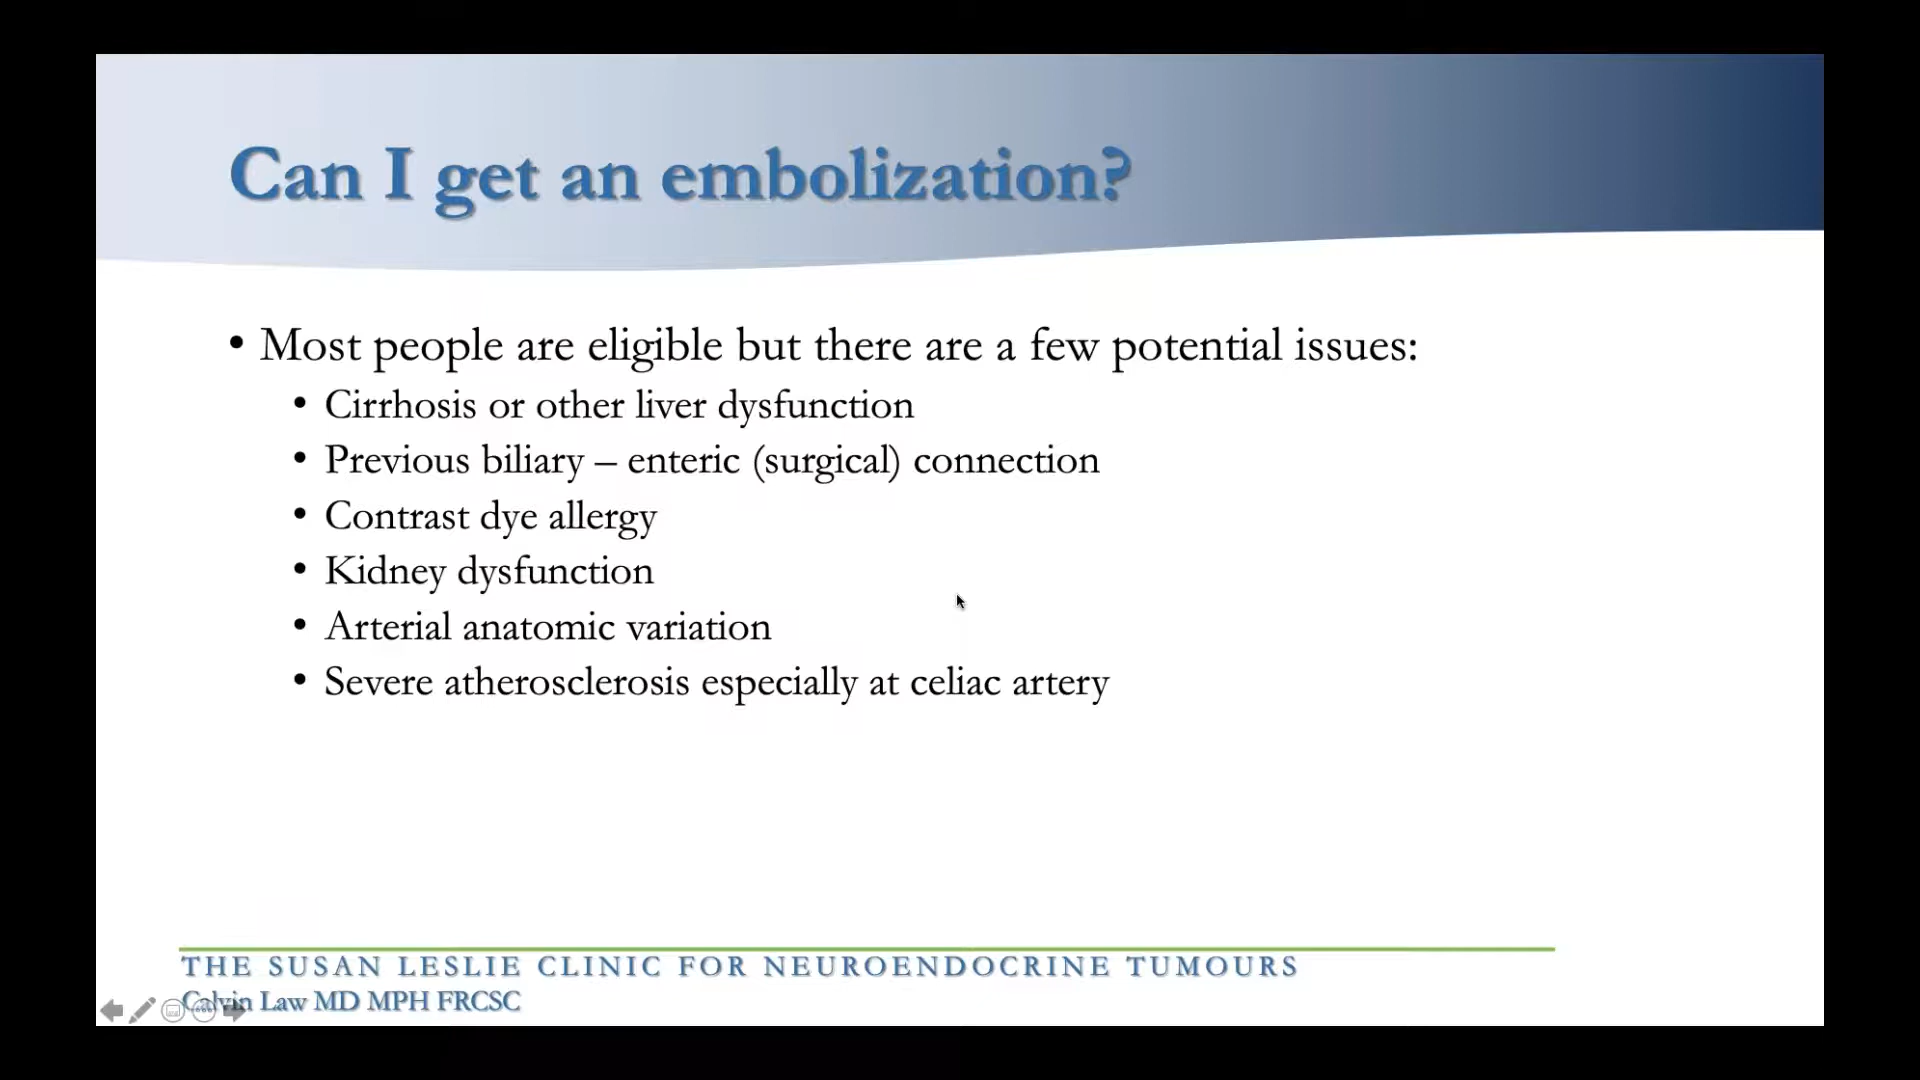 Can I get an embolization?
• Most people are eligible but there are a few potential issues:
• Cirrhosis or other liver dysfunction
• Previous biliary – enteric (surgical) connection
• Contrast dye allergy
• Kidney dysfunction
• Arterial anatomic variation
• Severe atherosclerosis especially at celiac artery
THE SUSAN LESLIE CLINIC FOR NEUROENDOCRINE TUMOURS
Calvin Law MD MPH FRCSC